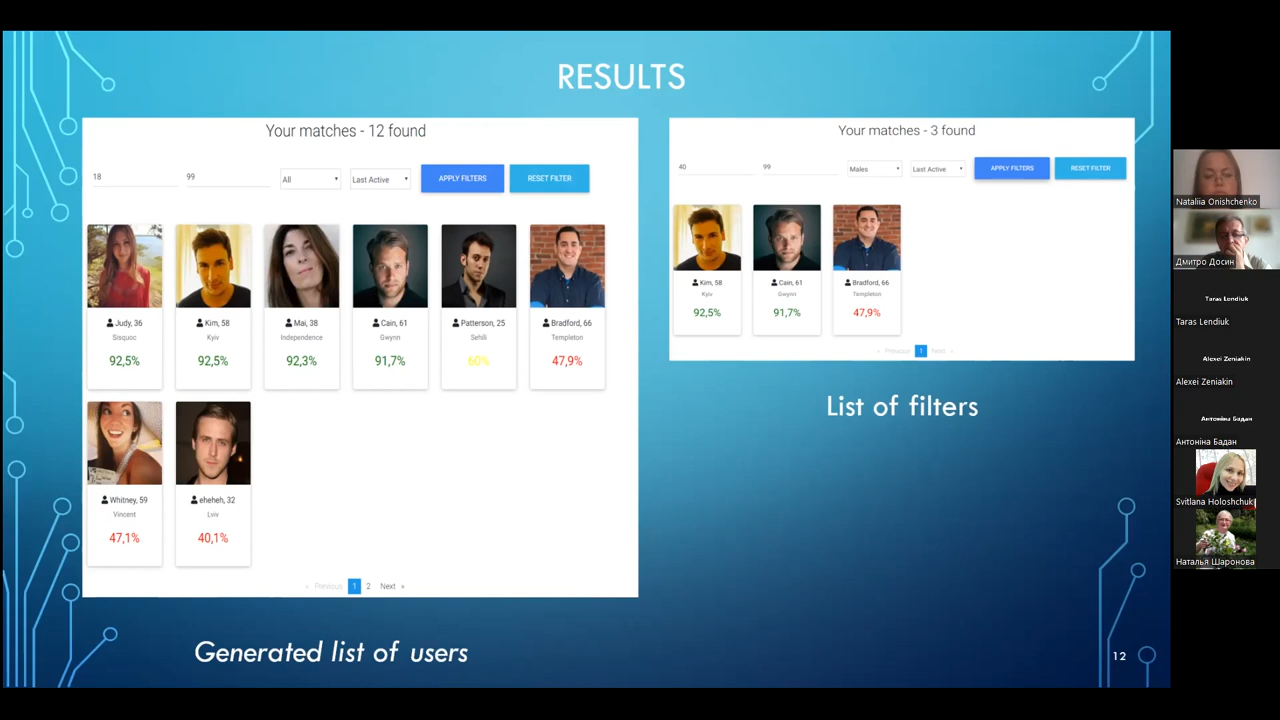 RESULTS
Your matches - 12 found
18 99 All Last Active APPLY FILTERS RESET FILTER
Judy, 36
Sisquoc
92,5%
Kim, 58
Kyiv
92,5%
Mai, 38
Independence
92,3%
Cain, 61
Gwynn
91,7%
Patterson, 25
Sehili
60%
Bradford, 66
Templeton
47,9%
Whitney, 59
Vincent
47,1%
eheheh, 32
Lviv
40,1%
« Previous 1 2 Next »
Generated list of users
Your matches - 3 found
40 99 Males Last Active APPLY FILTERS RESET FILTER
Kim, 58
Kyiv
92,5%
Cain, 61
Gwynn
91,7%
Bradford, 66
Templeton
47,9%
« Previous 1 Next »
List of filters
12
Nataliia Onishchenko
Дмитро Досин
Taras Lendiuk
Taras Lendiuk
Alexei Zeniakin
Alexei Zeniakin
Антоніна Бадан
Антоніна Бадан
Svitlana Holoshchuk
Наталья Шаронова